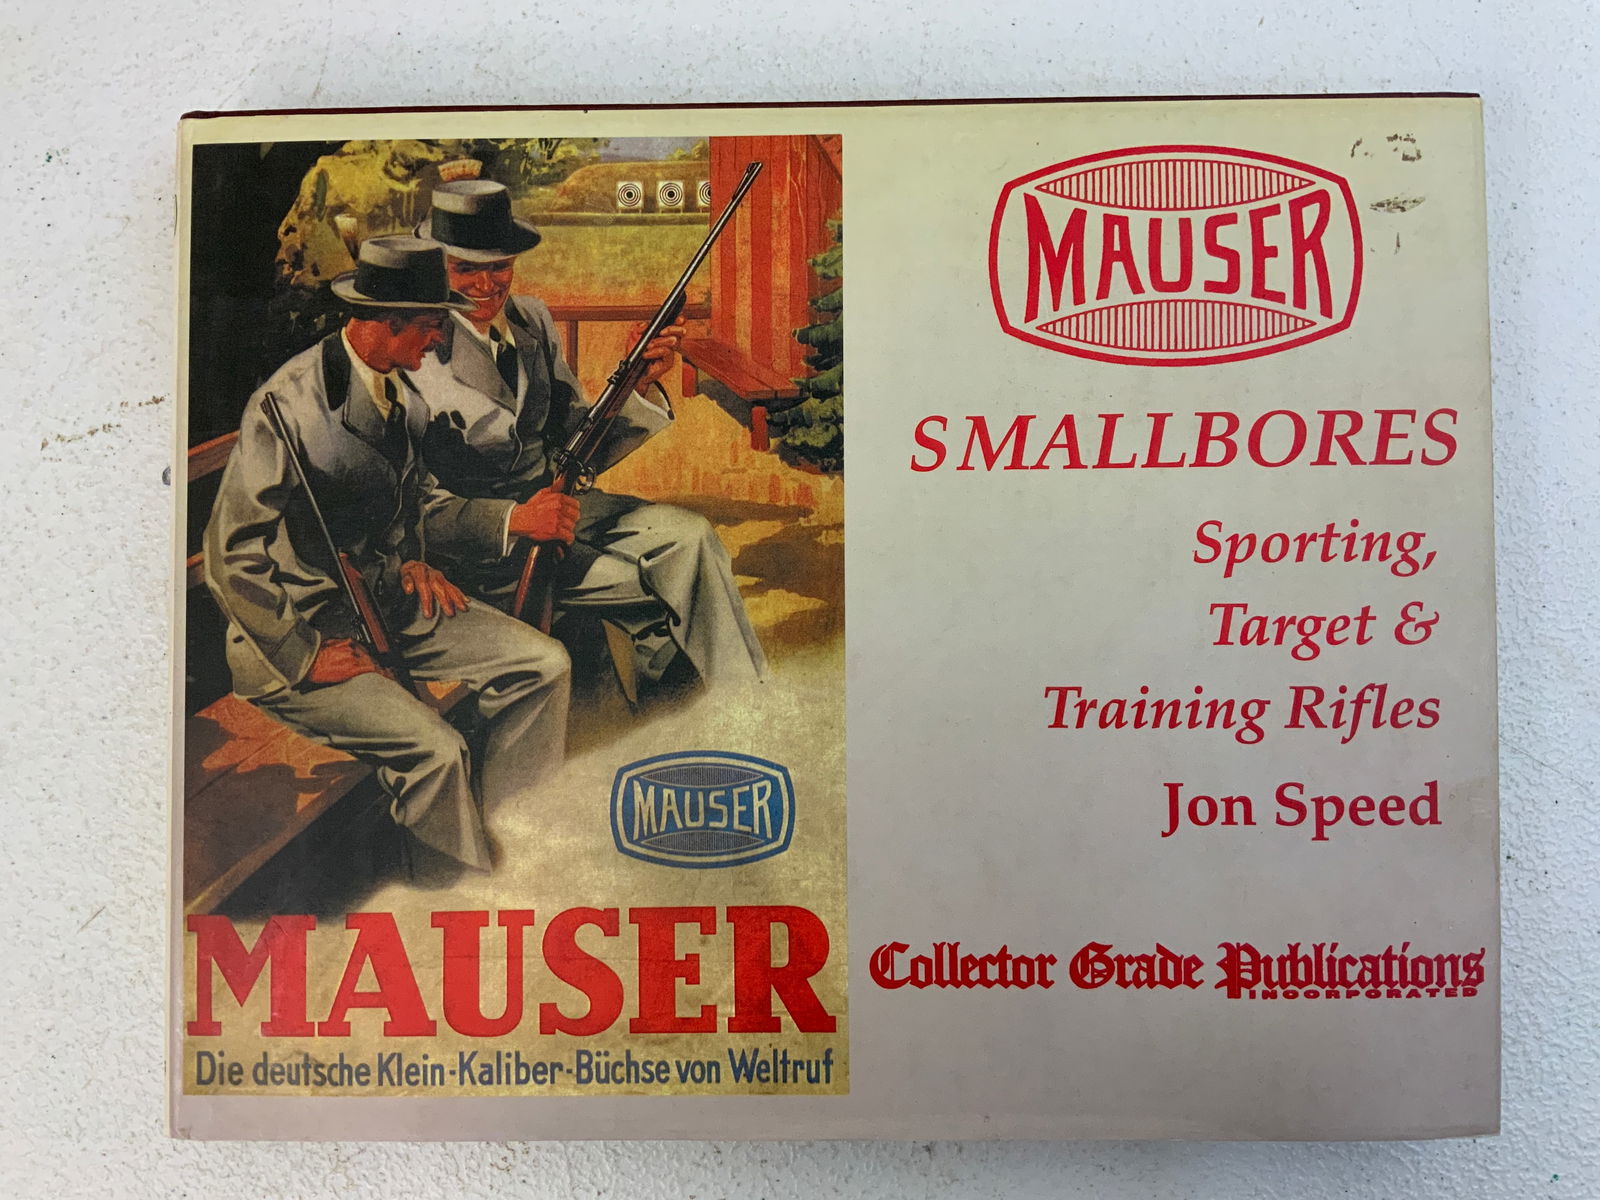 MAUSER
MAUSER
Die deutsche Klein-Kaliber-Büchse von Weltruf
MAUSER
SMALLBORES
Sporting,
Target &
Training Rifles
Jon Speed
Collector Grade Publications
INCORPORATED